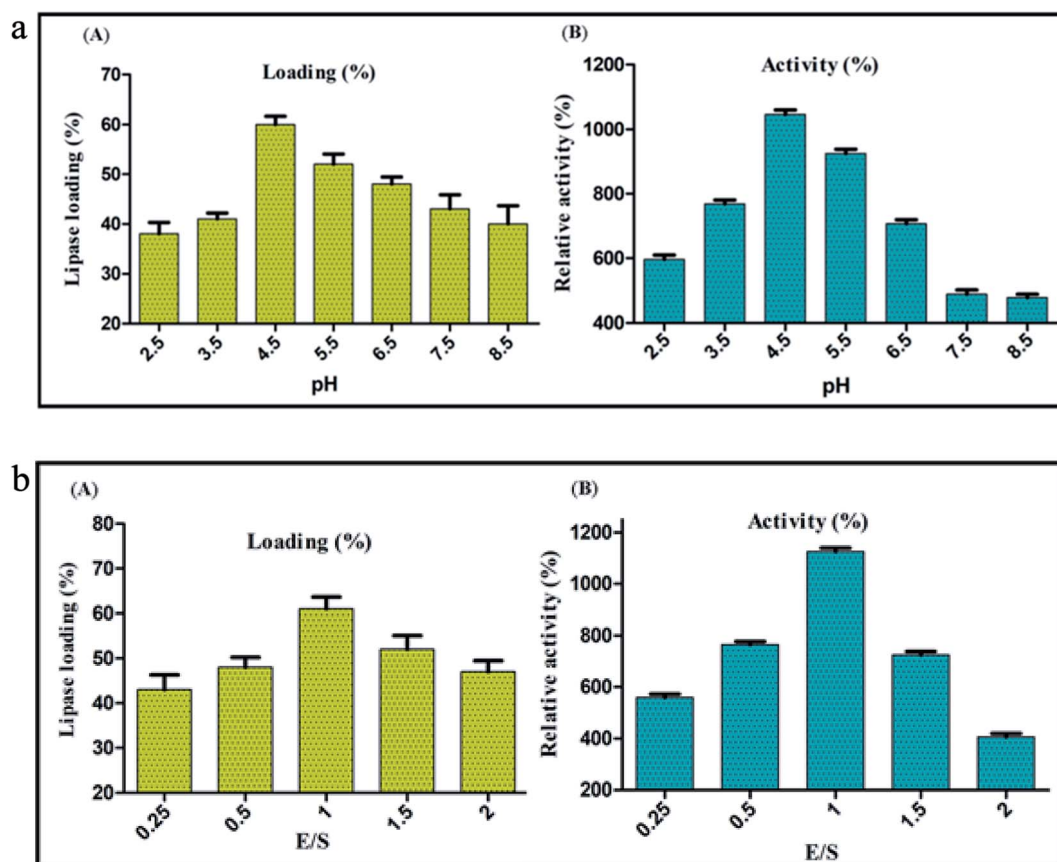 a
(A)
Loading (%)
Lipase loading (%)
70
60
50
40
30
20
2.5
3.5
4.5
5.5
6.5
7.5
8.5
pH
(B)
Activity (%)
Relative activity (%)
1200
1000
800
600
400
2.5
3.5
4.5
5.5
6.5
7.5
8.5
pH
b
(A)
Loading (%)
Lipase loading (%)
80
70
60
50
40
30
20
0.25
0.5
1
1.5
2
E/S
(B)
Activity (%)
Relative activity (%)
1200
1000
800
600
400
200
0.25
0.5
1
1.5
2
E/S